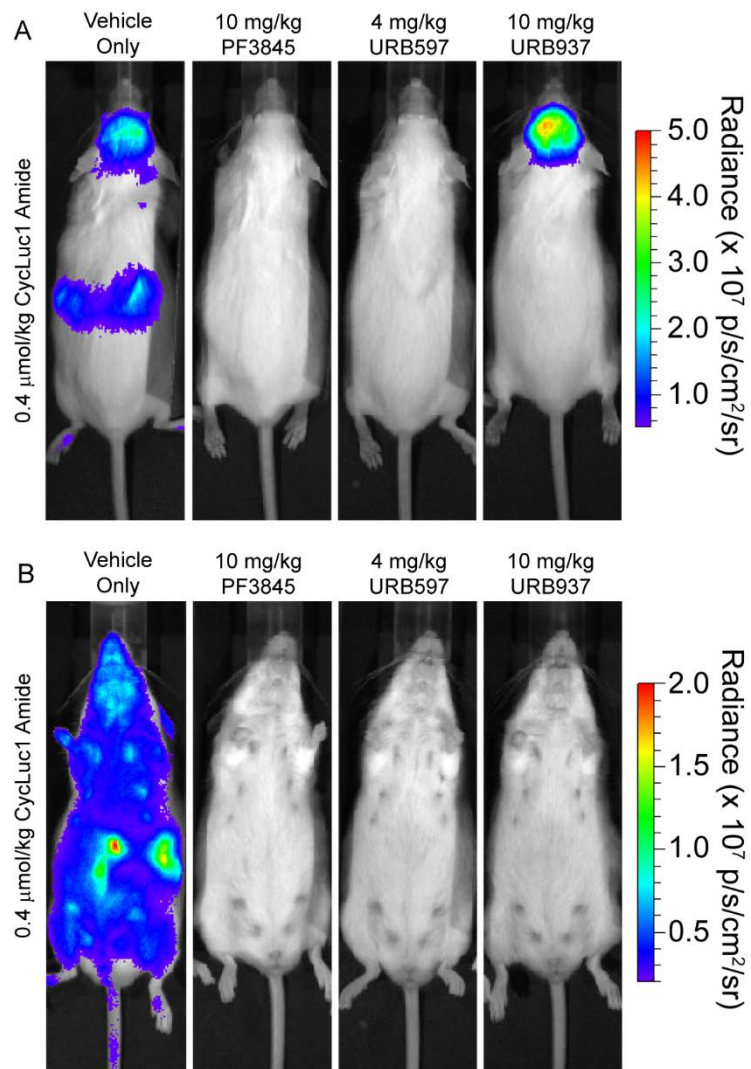 A
Vehicle
Only
10 mg/kg
PF3845
4 mg/kg
URB597
10 mg/kg
URB937
0.4 μmol/kg CycLuc1 Amide
5.0
4.0
3.0
2.0
1.0
Radiance (x 10⁷ p/s/cm²/sr)
B
Vehicle
Only
10 mg/kg
PF3845
4 mg/kg
URB597
10 mg/kg
URB937
0.4 μmol/kg CycLuc1 Amide
2.0
1.5
1.0
0.5
Radiance (x 10⁷ p/s/cm²/sr)